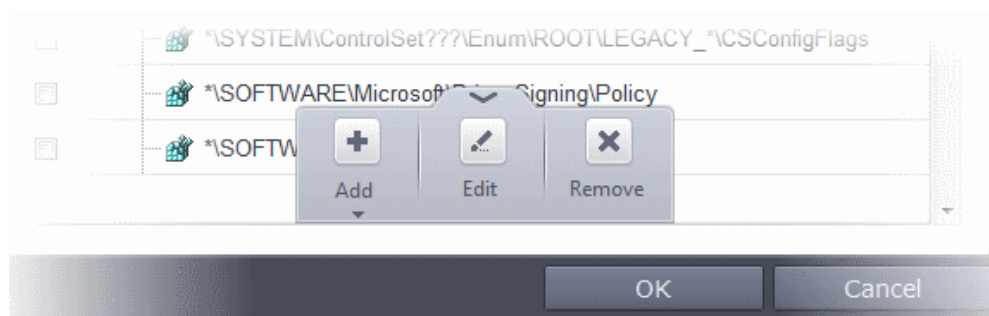 *\SYSTEM\ControlSet???\Enum\ROOT\LEGACY_*\CSConfigFlags
*\SOFTWARE\Microsoft\ Signing\Policy
*\SOFTW
Add
Edit
Remove
OK
Cancel